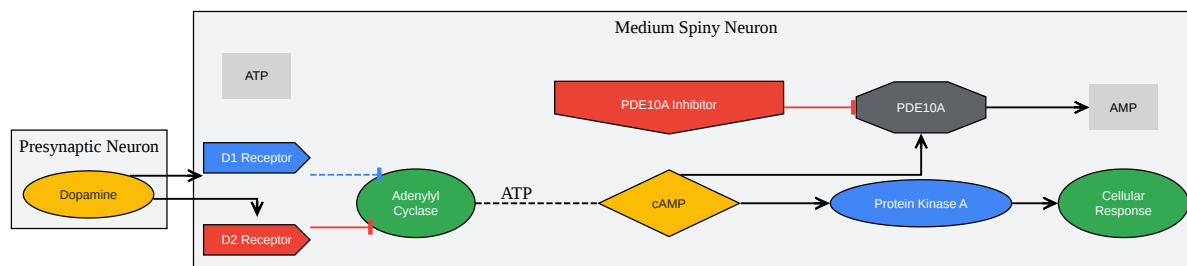 Medium Spiny Neuron
ATP
PDE10A Inhibitor
PDE10A
AMP
Presynaptic Neuron
D1 Receptor
Dopamine
Adenylyl
Cyclase
ATP
cAMP
Protein Kinase A
Cellular
Response
D2 Receptor